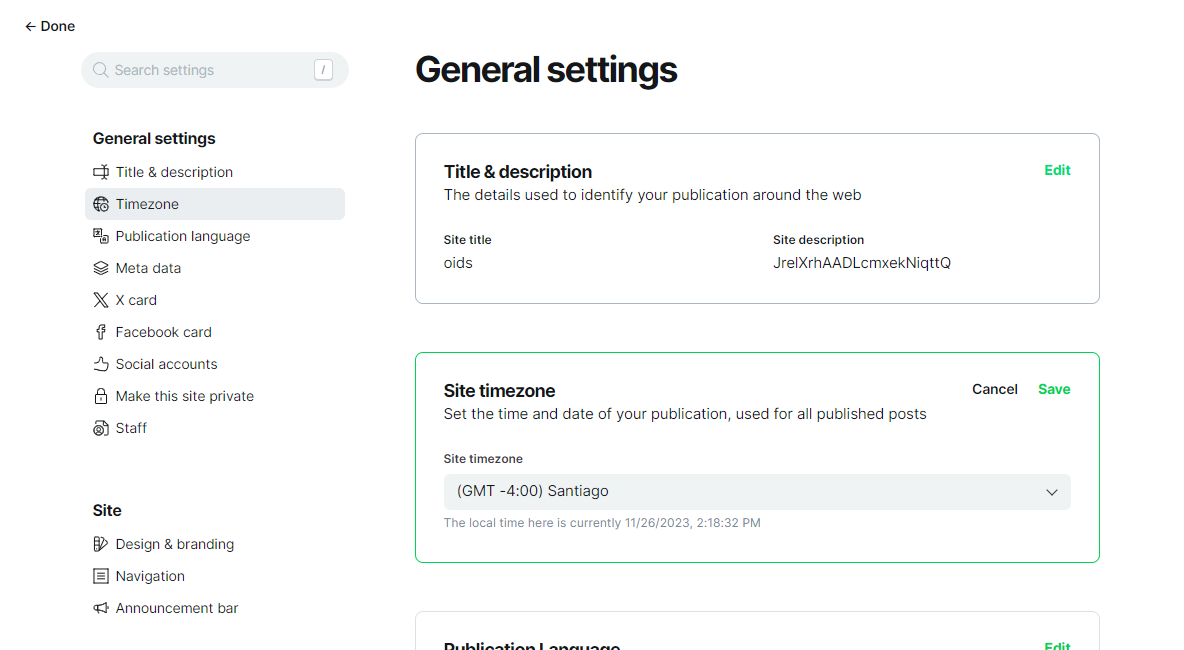 ← Done
Search settings /
General settings
Title & description
Timezone
Publication language
Meta data
X card
Facebook card
Social accounts
Make this site private
Staff
Site
Design & branding
Navigation
Announcement bar
General settings
Title & description Edit
The details used to identify your publication around the web
Site title Site description
oids JrelXrhAADLcmxekNiqttQ
Site timezone Cancel Save
Set the time and date of your publication, used for all published posts
Site timezone
(GMT -4:00) Santiago
The local time here is currently 11/26/2023, 2:18:32 PM
Publication Language Edit